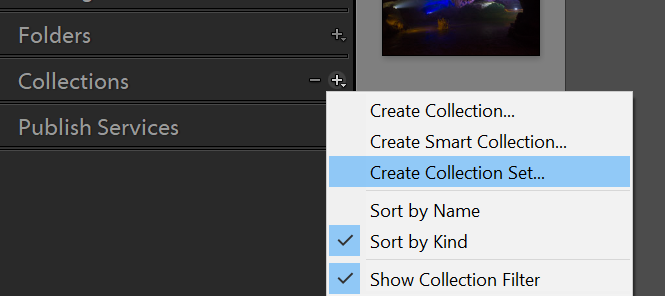 Folders
Collections
Publish Services
Create Collection...
Create Smart Collection...
Create Collection Set...
Sort by Name
Sort by Kind
Show Collection Filter